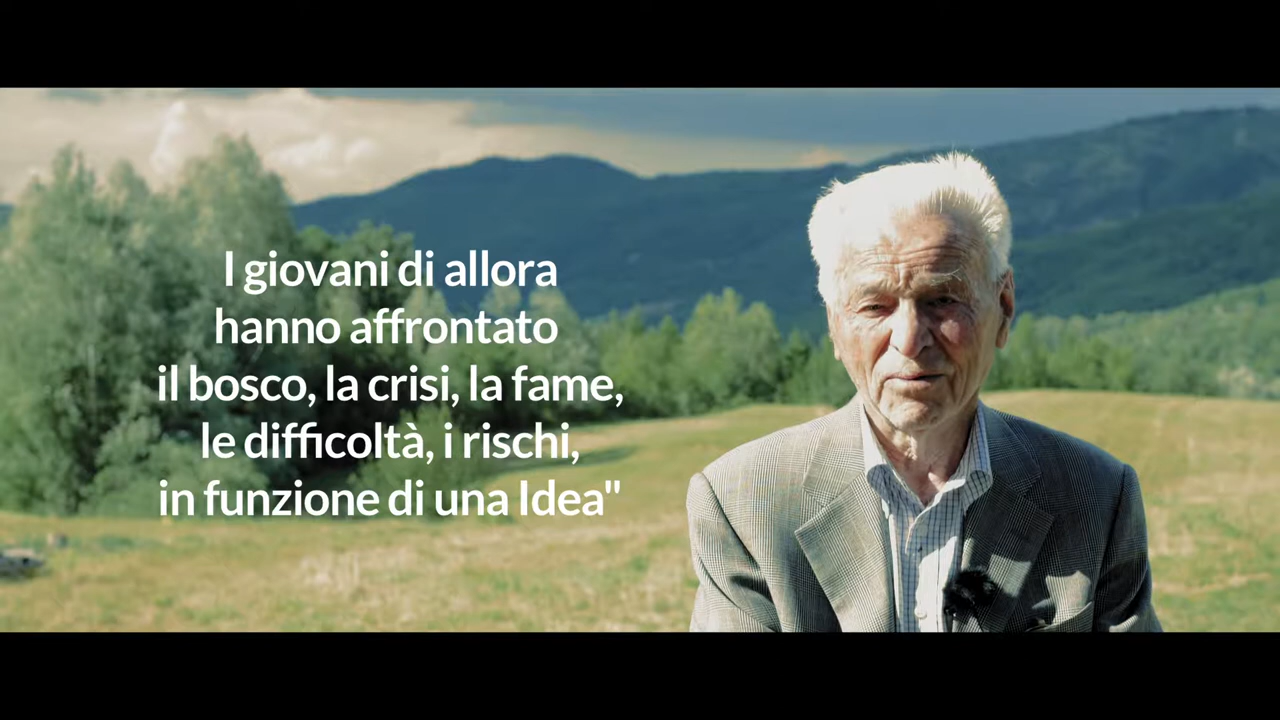 I giovani di allora
hanno affrontato
il bosco, la crisi, la fame,
le difficoltà, i rischi,
in funzione di una Idea"